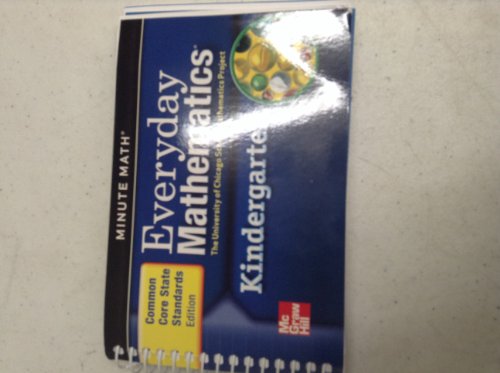 MINUTE MATH®
Everyday
Mathematics®
The University of Chicago School Mathematics Project
Common
Core State
Standards
Edition
Kindergarten
Mc
Graw
Hill